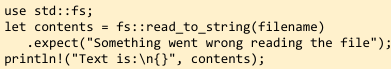 use std::fs;
let contents = fs::read_to_string(filename)
   .expect("Something went wrong reading the file");
println!("Text is:\n{}", contents);